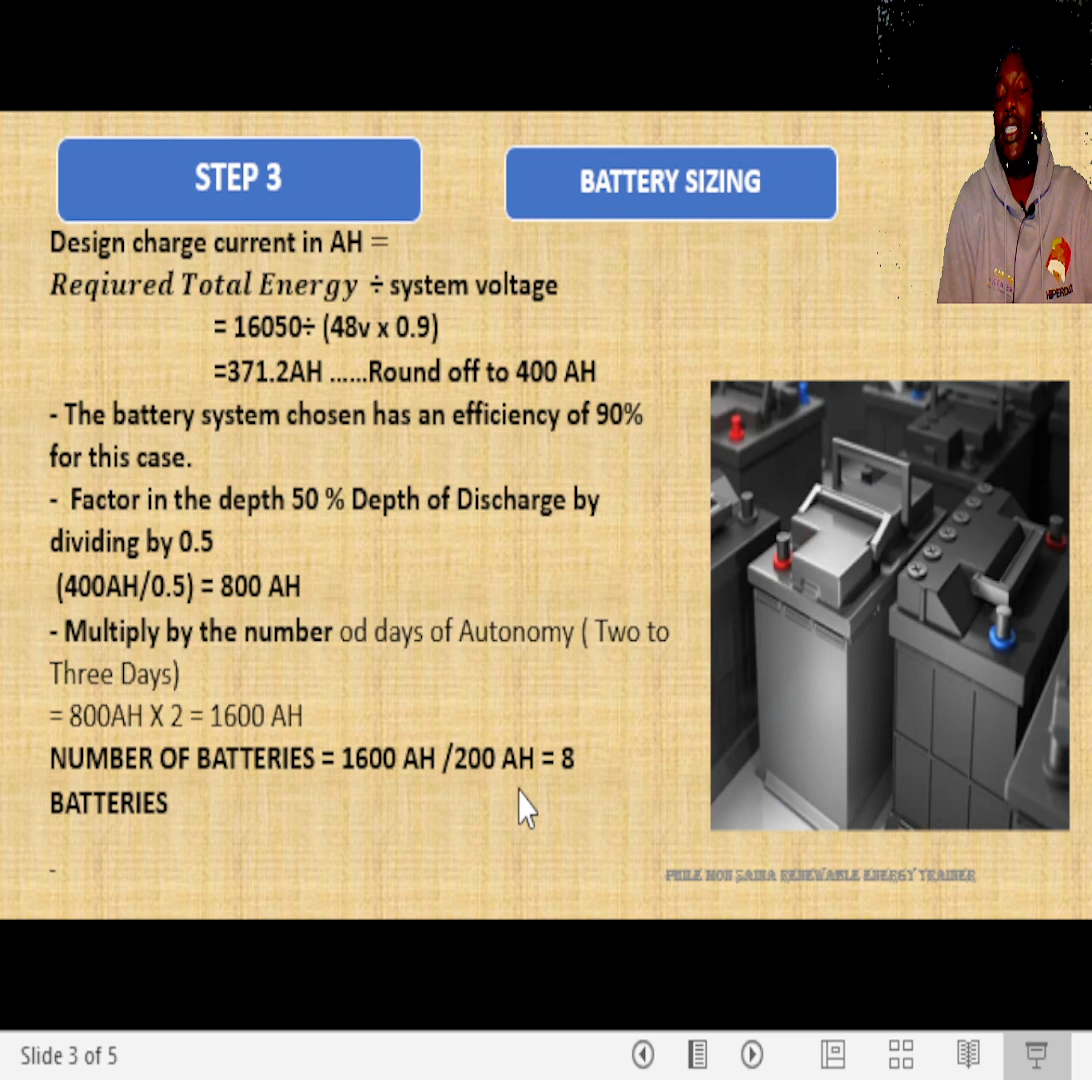 STEP 3
BATTERY SIZING
Design charge current in AH =
Reqiured Total Energy ÷ system voltage
= 16050÷ (48v x 0.9)
=371.2AH ......Round off to 400 AH
- The battery system chosen has an efficiency of 90%
for this case.
- Factor in the depth 50 % Depth of Discharge by
dividing by 0.5
(400AH/0.5) = 800 AH
- Multiply by the number od days of Autonomy ( Two to
Three Days)
= 800AH X 2 = 1600 AH
NUMBER OF BATTERIES = 1600 AH /200 AH = 8
BATTERIES
-
RENEWABLE ENERGY TRAINER
Slide 3 of 5